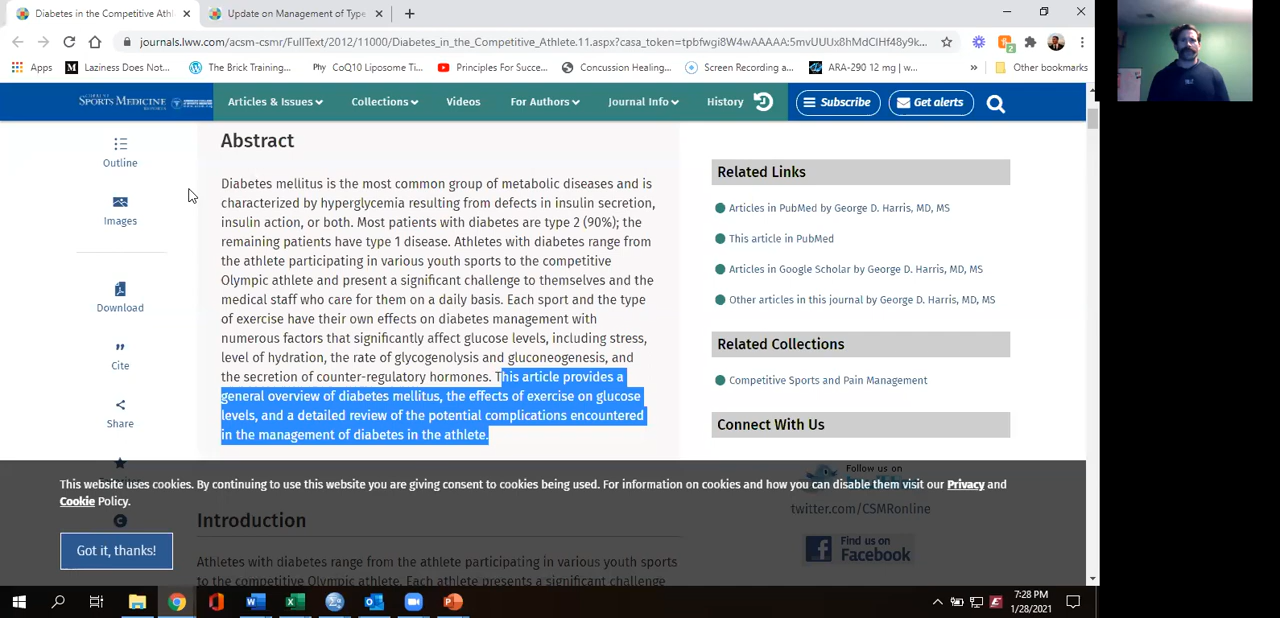 Diabetes in the Competitive Athl
Update on Management of Type
journals.lww.com/acsm-csmr/FullText/2012/11000/Diabetes_in_the_Competitive_Athlete.11.aspx?casa_token=tpbfwgi8W4wAAAAA:5mvUUUx8hMdCIHf48y9k...
Apps
Laziness Does Not...
The Brick Training...
CoQ10 Liposome Ti...
Principles For Succe...
Concussion Healing...
Screen Recording a...
ARA-290 12 mg | w...
»
Other bookmarks
SPORTS MEDICINE
Articles & Issues
Collections
Videos
For Authors
Journal Info
History
Subscribe
Get alerts
Outline
Images
Download
Cite
Share
Abstract
Diabetes mellitus is the most common group of metabolic diseases and is
characterized by hyperglycemia resulting from defects in insulin secretion,
insulin action, or both. Most patients with diabetes are type 2 (90%); the
remaining patients have type 1 disease. Athletes with diabetes range from
the athlete participating in various youth sports to the competitive
Olympic athlete and present a significant challenge to themselves and the
medical staff who care for them on a daily basis. Each sport and the type
of exercise have their own effects on diabetes management with
numerous factors that significantly affect glucose levels, including stress,
level of hydration, the rate of glycogenolysis and gluconeogenesis, and
the secretion of counter-regulatory hormones. This article provides a
general overview of diabetes mellitus, the effects of exercise on glucose
levels, and a detailed review of the potential complications encountered
in the management of diabetes in the athlete.
Related Links
Articles in PubMed by George D. Harris, MD, MS
This article in PubMed
Articles in Google Scholar by George D. Harris, MD, MS
Other articles in this journal by George D. Harris, MD, MS
Related Collections
Competitive Sports and Pain Management
Connect With Us
Follow us on
twitter.com/CSMRonline
Find us on
Facebook
This website uses cookies. By continuing to use this website you are giving consent to cookies being used. For information on cookies and how you can disable them visit our Privacy and
Cookie Policy.
Got it, thanks!
Introduction
Athletes with diabetes range from the athlete participating in various youth sports
to the competitive Olympic athlete. Each athlete presents a significant challenge
7:28 PM
1/28/2021